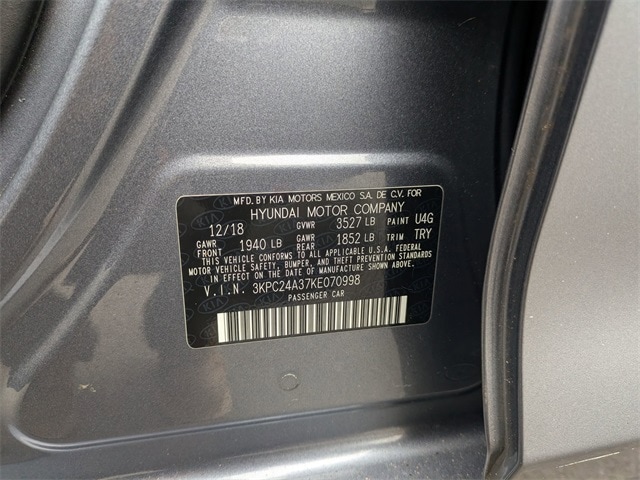 MFD. BY KIA MOTORS MEXICO S.A. DE C.V. FOR
HYUNDAI MOTOR COMPANY
12/18 GVWR 3527 LB PAINT U4G
GAWR FRONT 1940 LB GAWR REAR 1852 LB TRIM TRY
THIS VEHICLE CONFORMS TO ALL APPLICABLE U.S.A. FEDERAL
MOTOR VEHICLE SAFETY, BUMPER, AND THEFT PREVENTION STANDARDS
IN EFFECT ON THE DATE OF MANUFACTURE SHOWN ABOVE.
V.I.N. 3KPC24A37KE070998
PASSENGER CAR